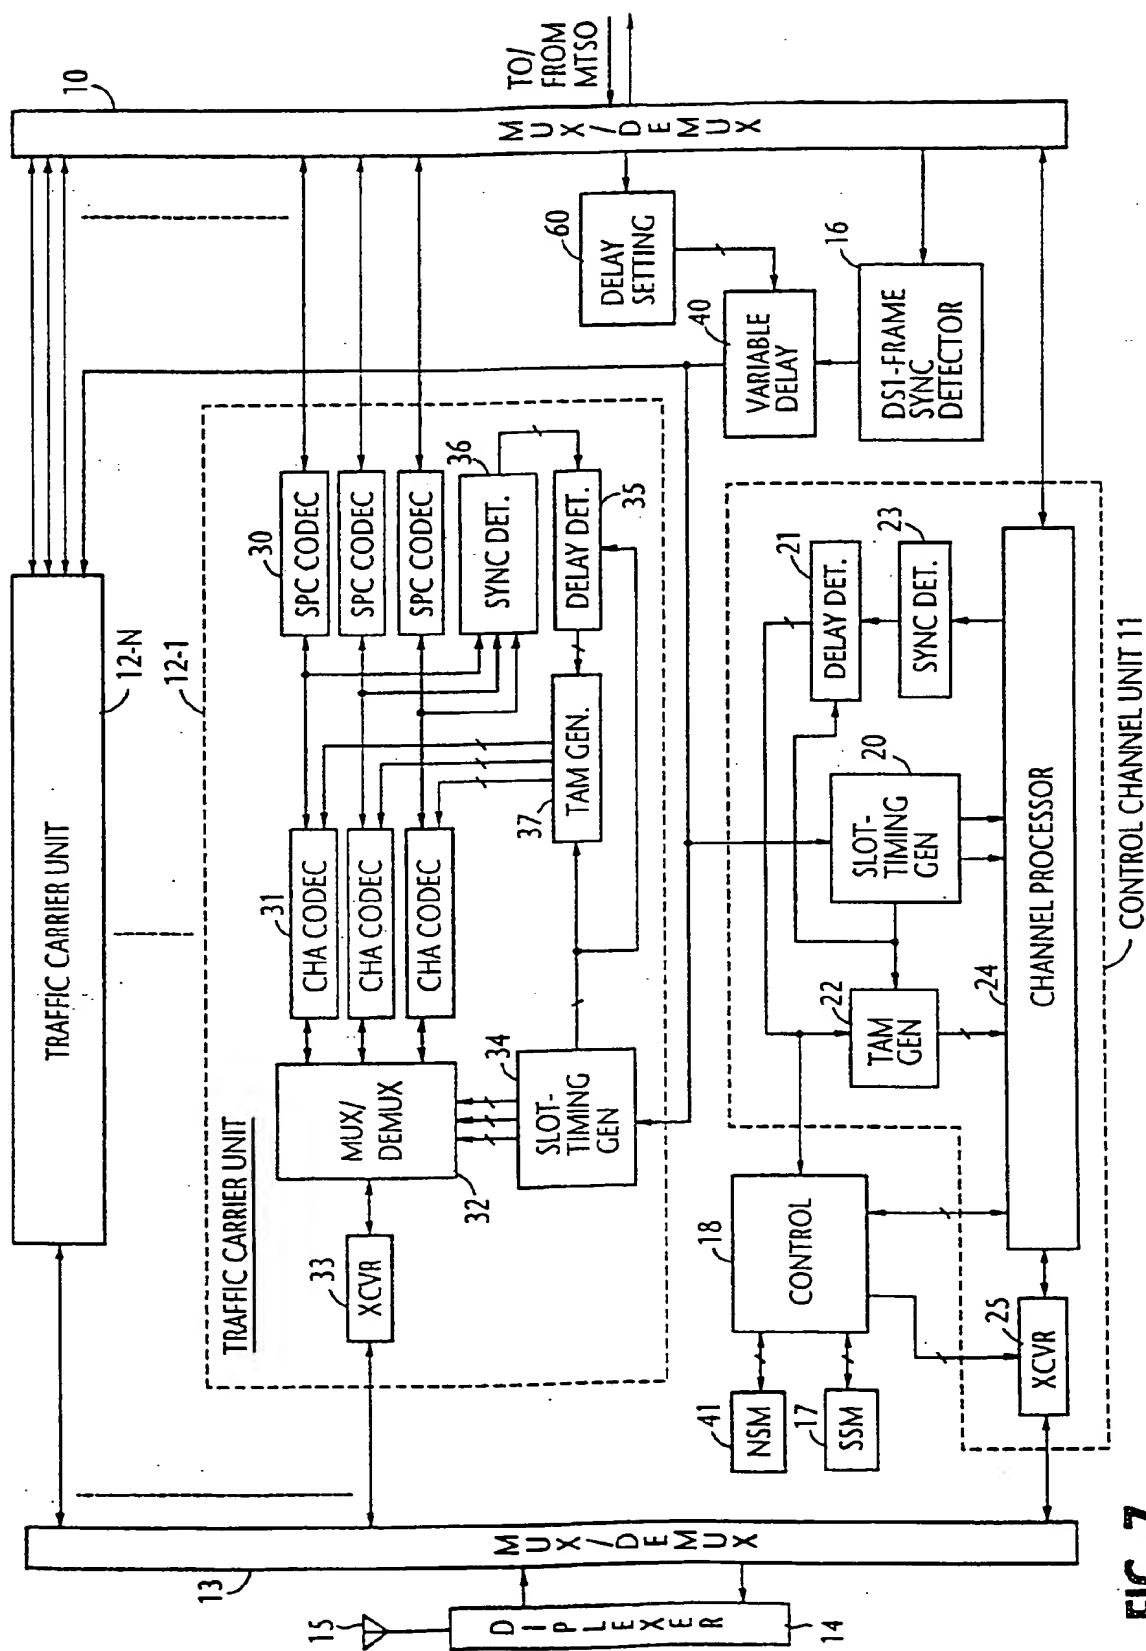 TO/
FROM
MTSO
10
MUX/DEMUX
TRAFFIC CARRIER UNIT
12-N
12-1
TRAFFIC CARRIER UNIT
30
SPC CODEC
SPC CODEC
SPC CODEC
36
SYNC DET.
DELAY DET.
35
31
CHA CODEC
CHA CODEC
CHA CODEC
37
TAM GEN.
MUX/
DEMUX
32
33
XCVR
34
SLOT-
TIMING
GEN
60
DELAY
SETTING
40
VARIABLE
DELAY
16
DS1-FRAME
SYNC
DETECTOR
21
DELAY DET.
23
SYNC DET.
20
SLOT-
TIMING
GEN
22
TAM
GEN
24
CHANNEL PROCESSOR
CONTROL CHANNEL UNIT 11
18
CONTROL
25
XCVR
41
NSM
17
SSM
13
MUX/DEMUX
15
DIPLEXER
14
FIG. 7